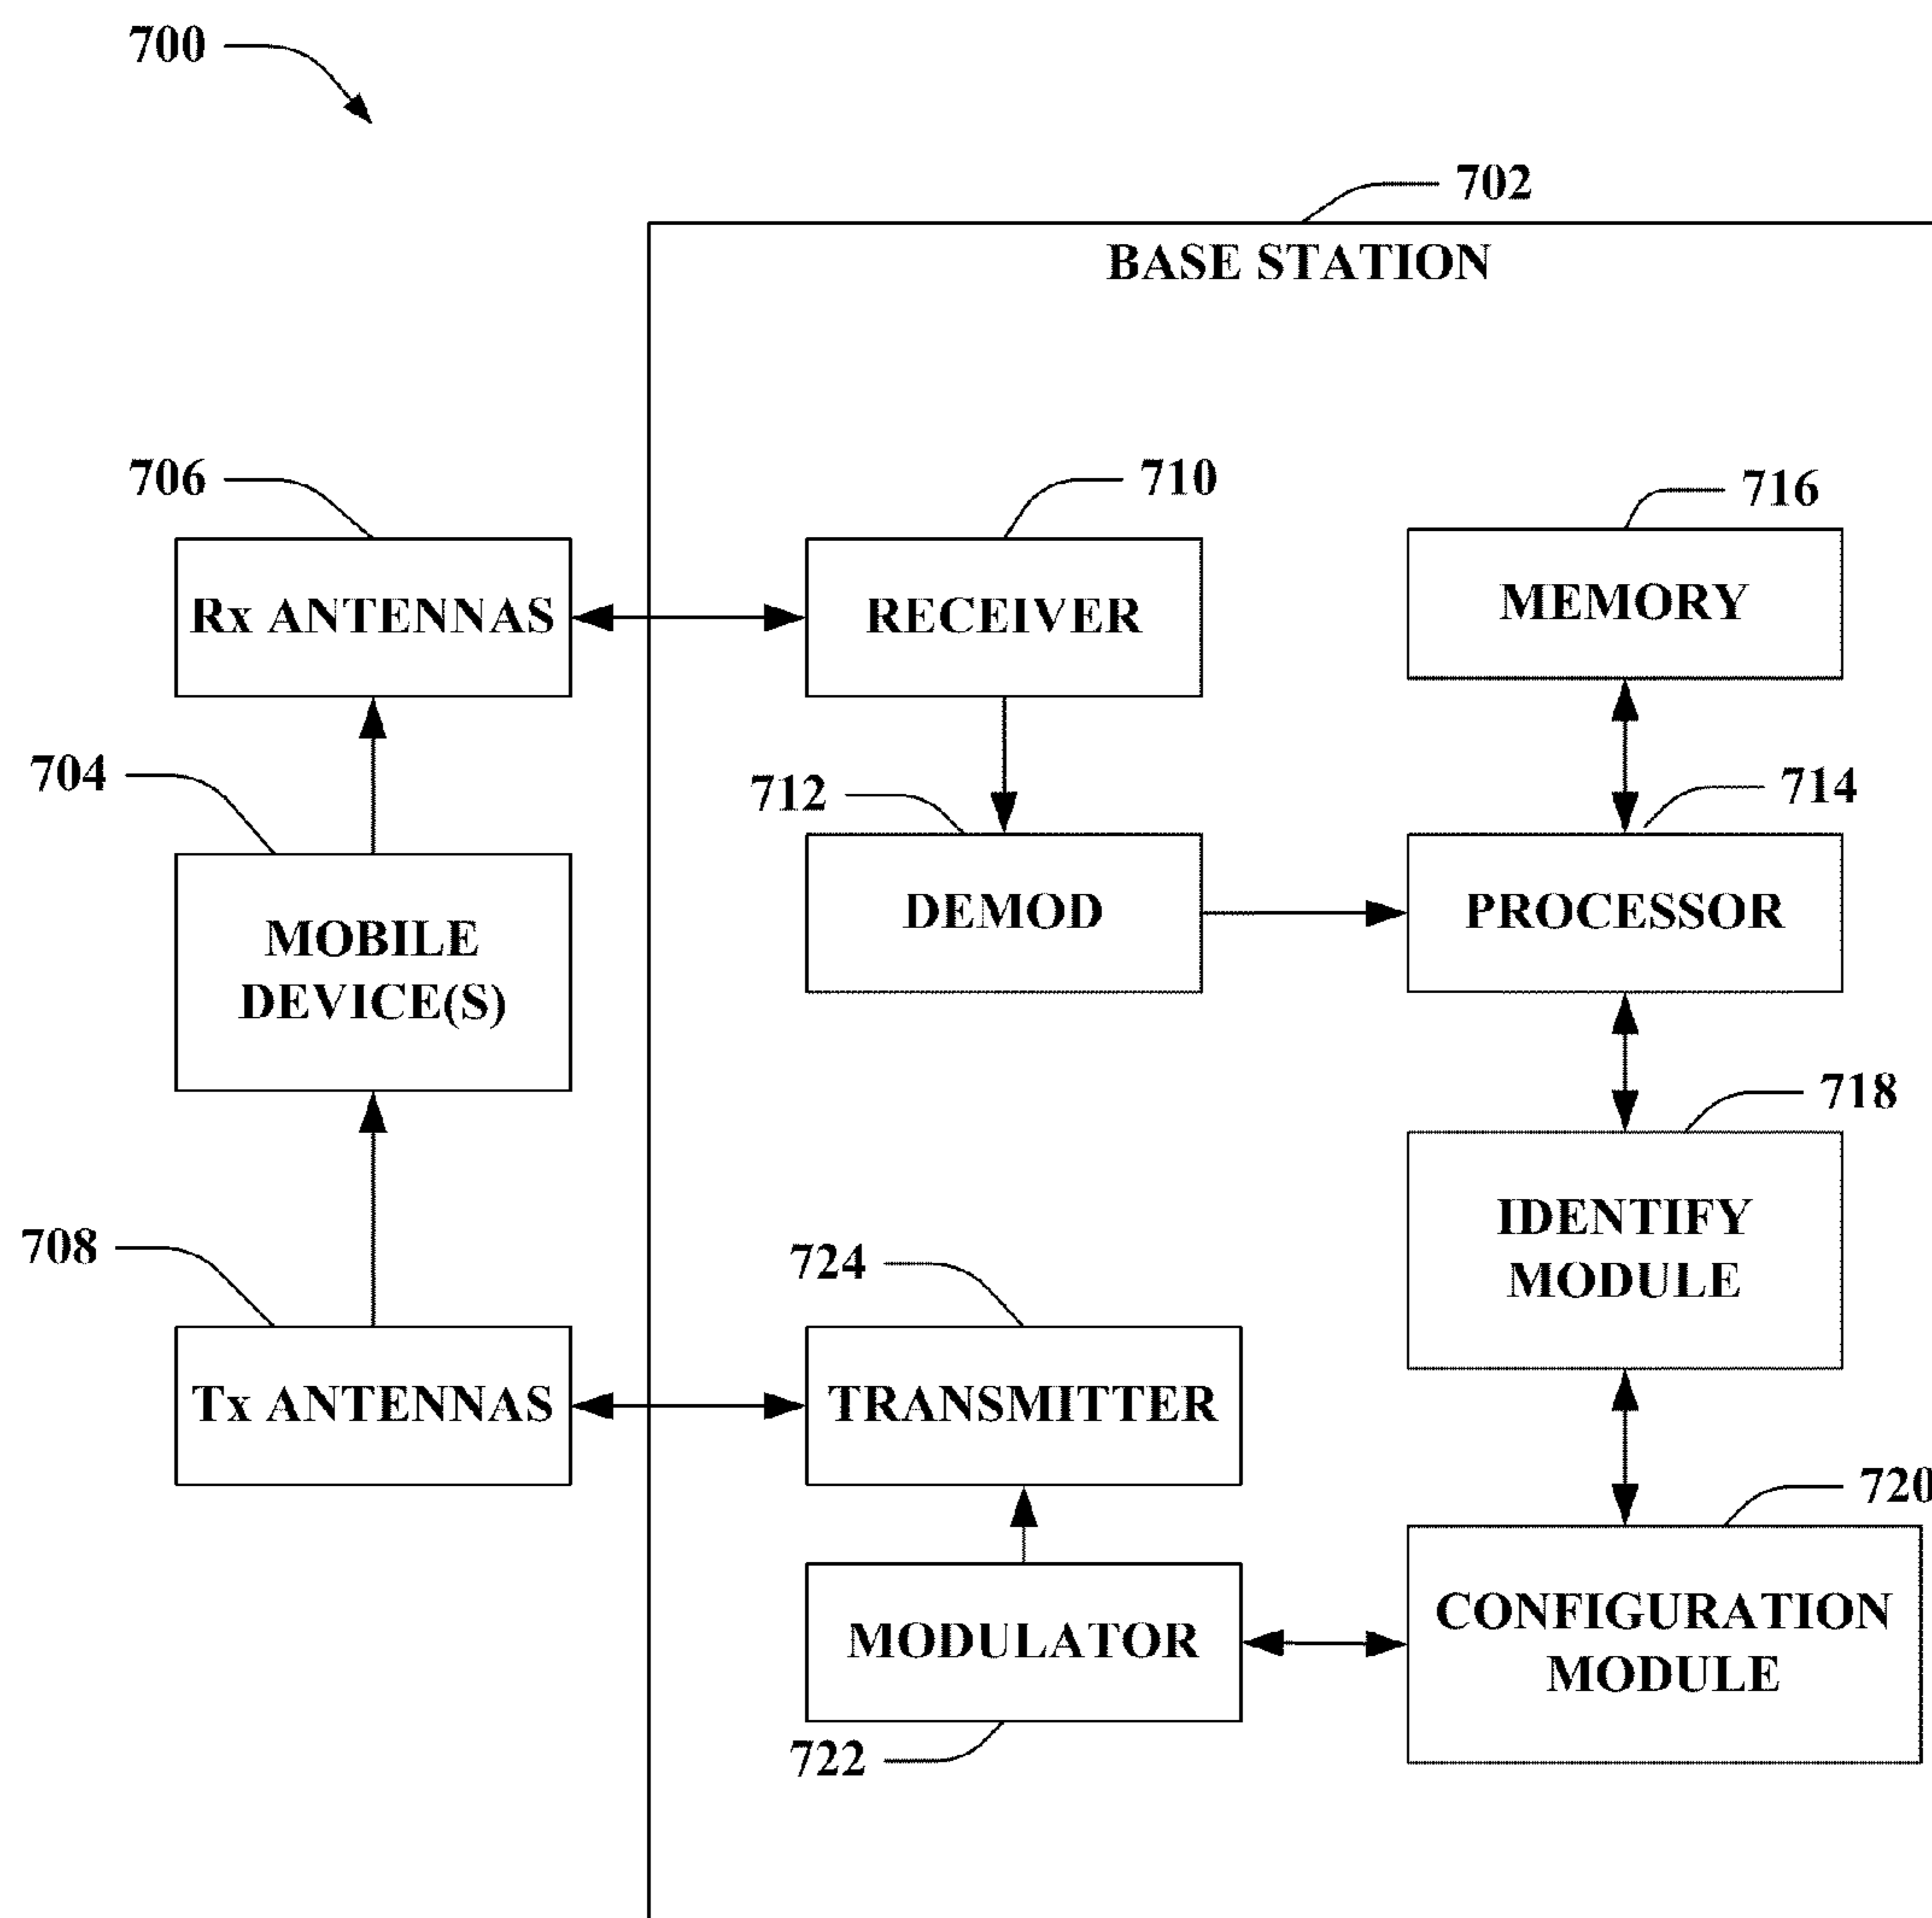 700
702
BASE STATION
706
710
716
Rx ANTENNAS
RECEIVER
MEMORY
704
712
714
MOBILE
DEVICE(S)
DEMOD
PROCESSOR
718
708
724
IDENTIFY
MODULE
Tx ANTENNAS
TRANSMITTER
720
MODULATOR
CONFIGURATION
MODULE
722